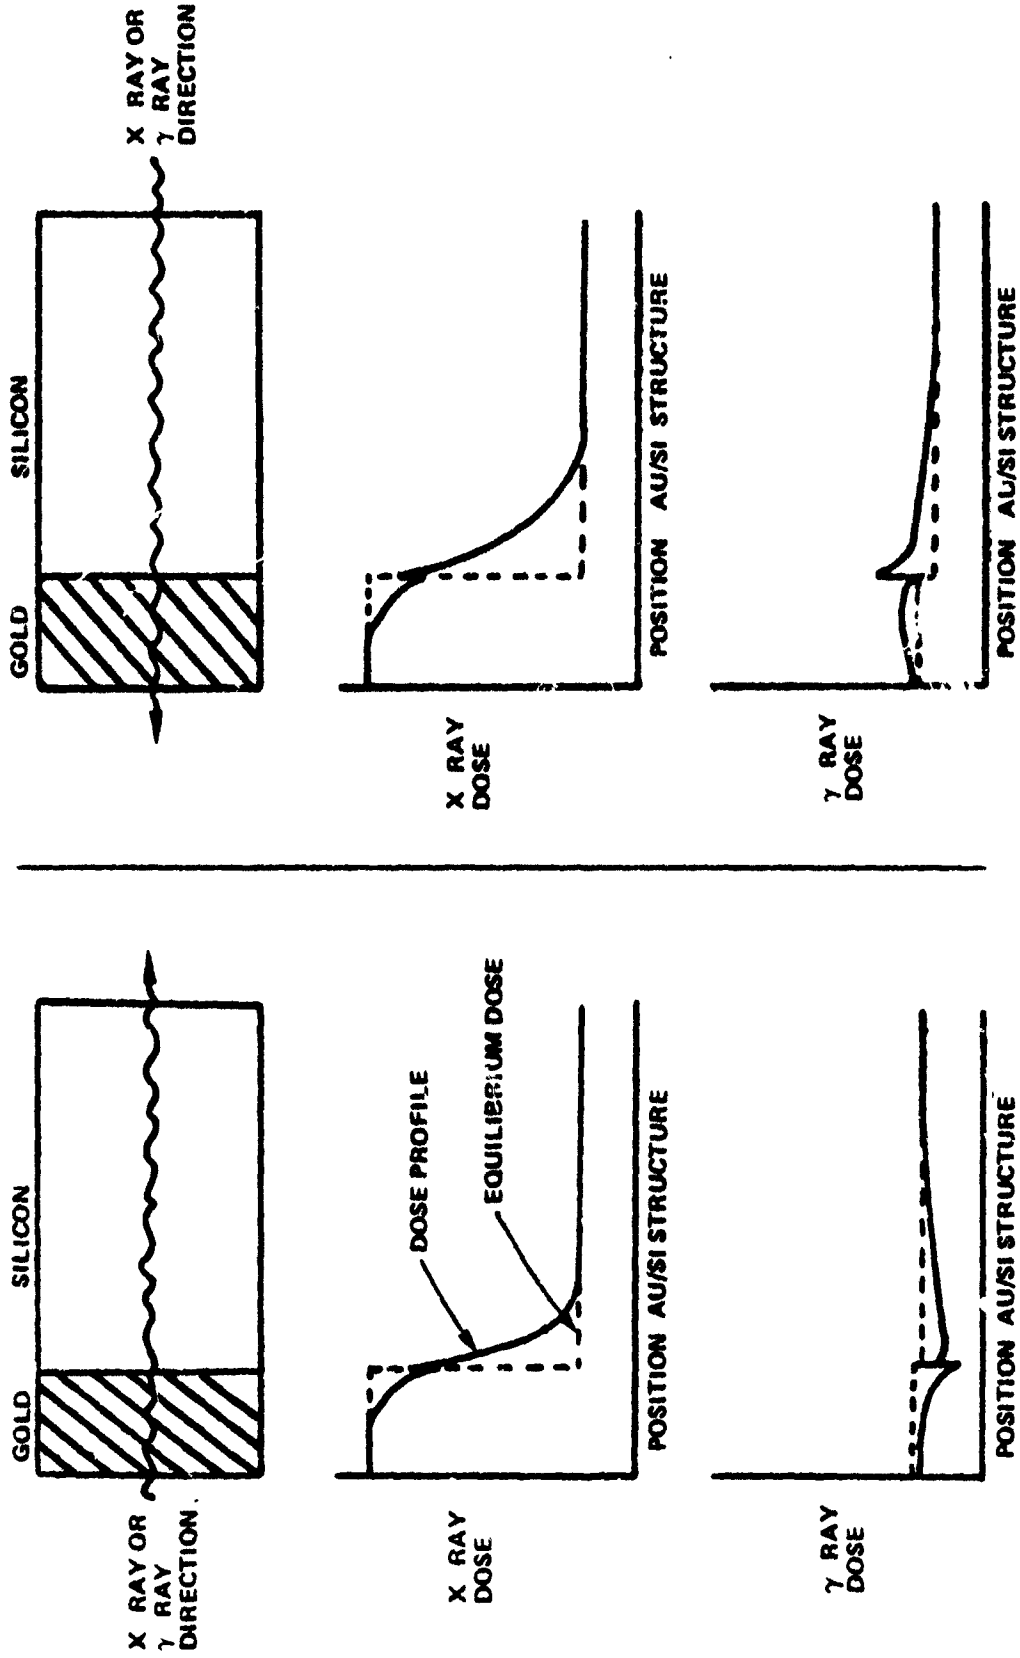 X RAY OR
γ RAY
DIRECTION
GOLD
SILICON
X RAY
DOSE
DOSE PROFILE
EQUILIBRIUM DOSE
POSITION AU/SI STRUCTURE
γ RAY
DOSE
POSITION AU/SI STRUCTURE
GOLD
SILICON
X RAY OR
γ RAY
DIRECTION
X RAY
DOSE
POSITION AU/SI STRUCTURE
γ RAY
DOSE
POSITION AU/SI STRUCTURE